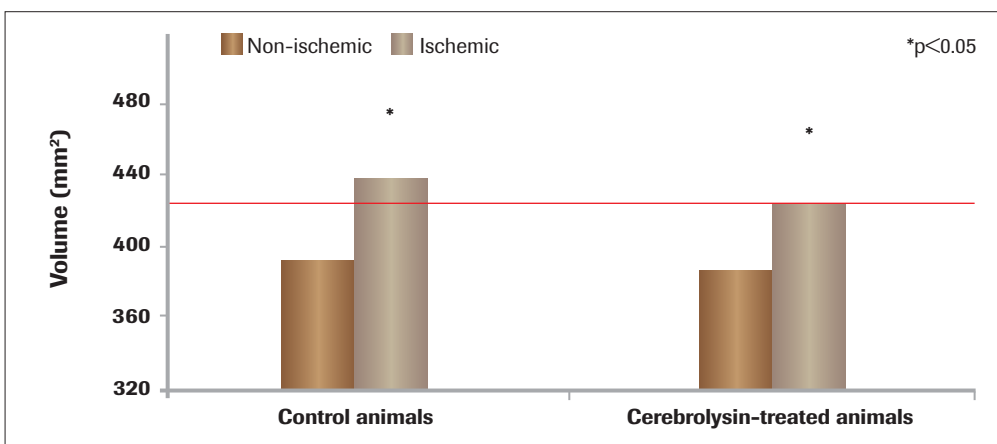 Non-ischemic Ischemic *p<0.05
Volume (mm²)
480
440
400
360
320
*
*
Control animals Cerebrolysin-treated animals